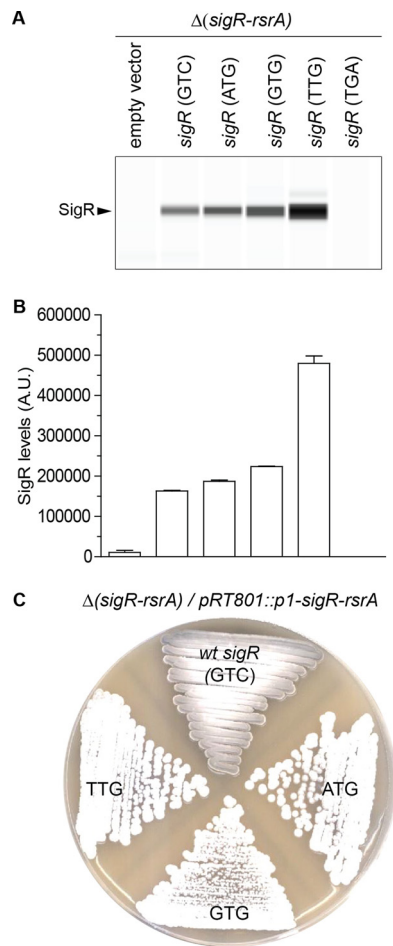 A
Δ(sigR-rsrA)
empty vector
sigR (GTC)
sigR (ATG)
sigR (GTG)
sigR (TTG)
sigR (TGA)
SigR
B
SigR levels (A.U.)
600000
500000
400000
300000
200000
100000
0
C
Δ(sigR-rsrA) / pRT801::p1-sigR-rsrA
wt sigR
(GTC)
TTG
ATG
GTG